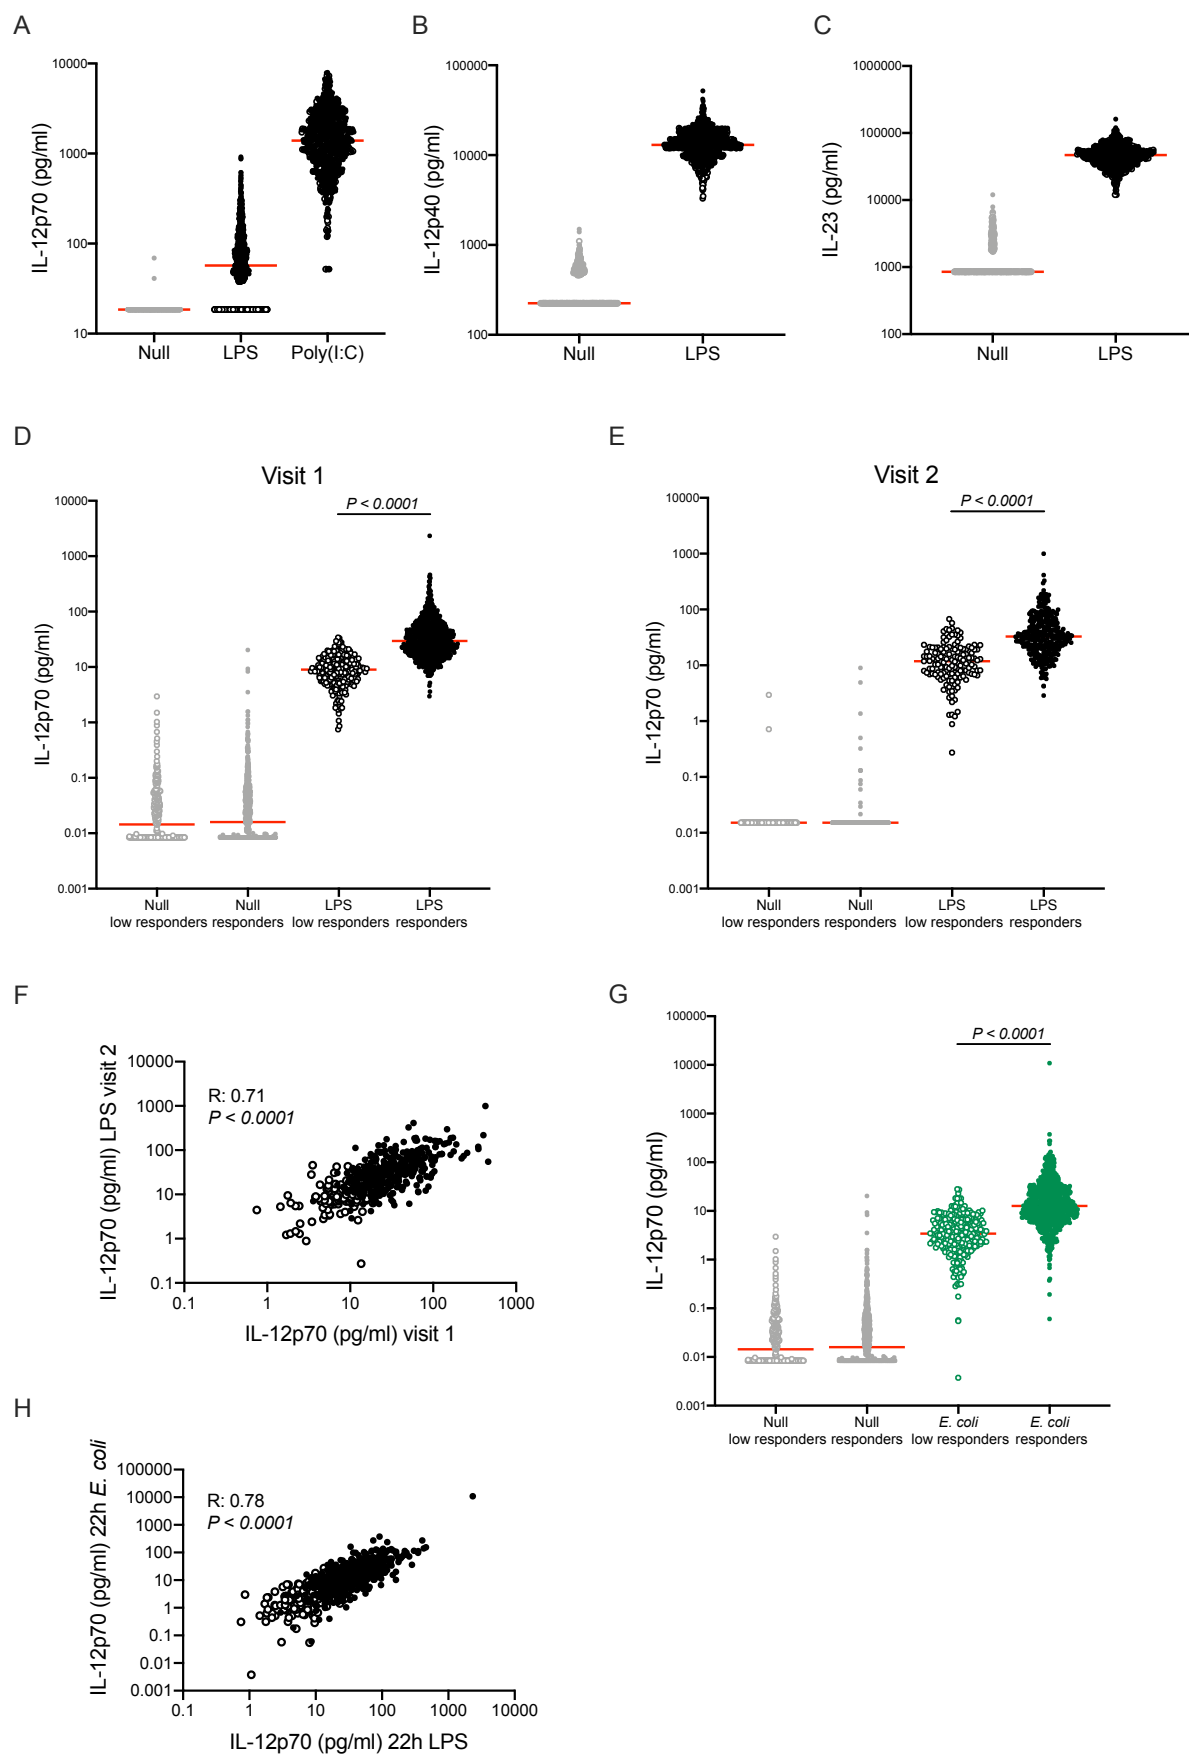 A
IL-12p70 (pg/ml)
10000
1000
100
10
Null
LPS
Poly(I:C)
B
IL-12p40 (pg/ml)
100000
10000
1000
100
Null
LPS
C
IL-23 (pg/ml)
1000000
100000
10000
1000
100
Null
LPS
D
Visit 1
P < 0.0001
IL-12p70 (pg/ml)
10000
1000
100
10
1
0.1
0.01
0.001
Null
low responders
Null
responders
LPS
low responders
LPS
responders
E
Visit 2
P < 0.0001
IL-12p70 (pg/ml)
10000
1000
100
10
1
0.1
0.01
0.001
Null
low responders
Null
responders
LPS
low responders
LPS
responders
F
IL-12p70 (pg/ml) LPS visit 2
10000
1000
100
10
1
0.1
R: 0.71
P < 0.0001
0.1
1
10
100
1000
IL-12p70 (pg/ml) visit 1
G
P < 0.0001
IL-12p70 (pg/ml)
100000
10000
1000
100
10
1
0.1
0.01
0.001
Null
low responders
Null
responders
E. coli
low responders
E. coli
responders
H
IL-12p70 (pg/ml) 22h E. coli
100000
10000
1000
100
10
1
0.1
0.01
0.001
R: 0.78
P < 0.0001
0.1
1
10
100
1000
10000
IL-12p70 (pg/ml) 22h LPS